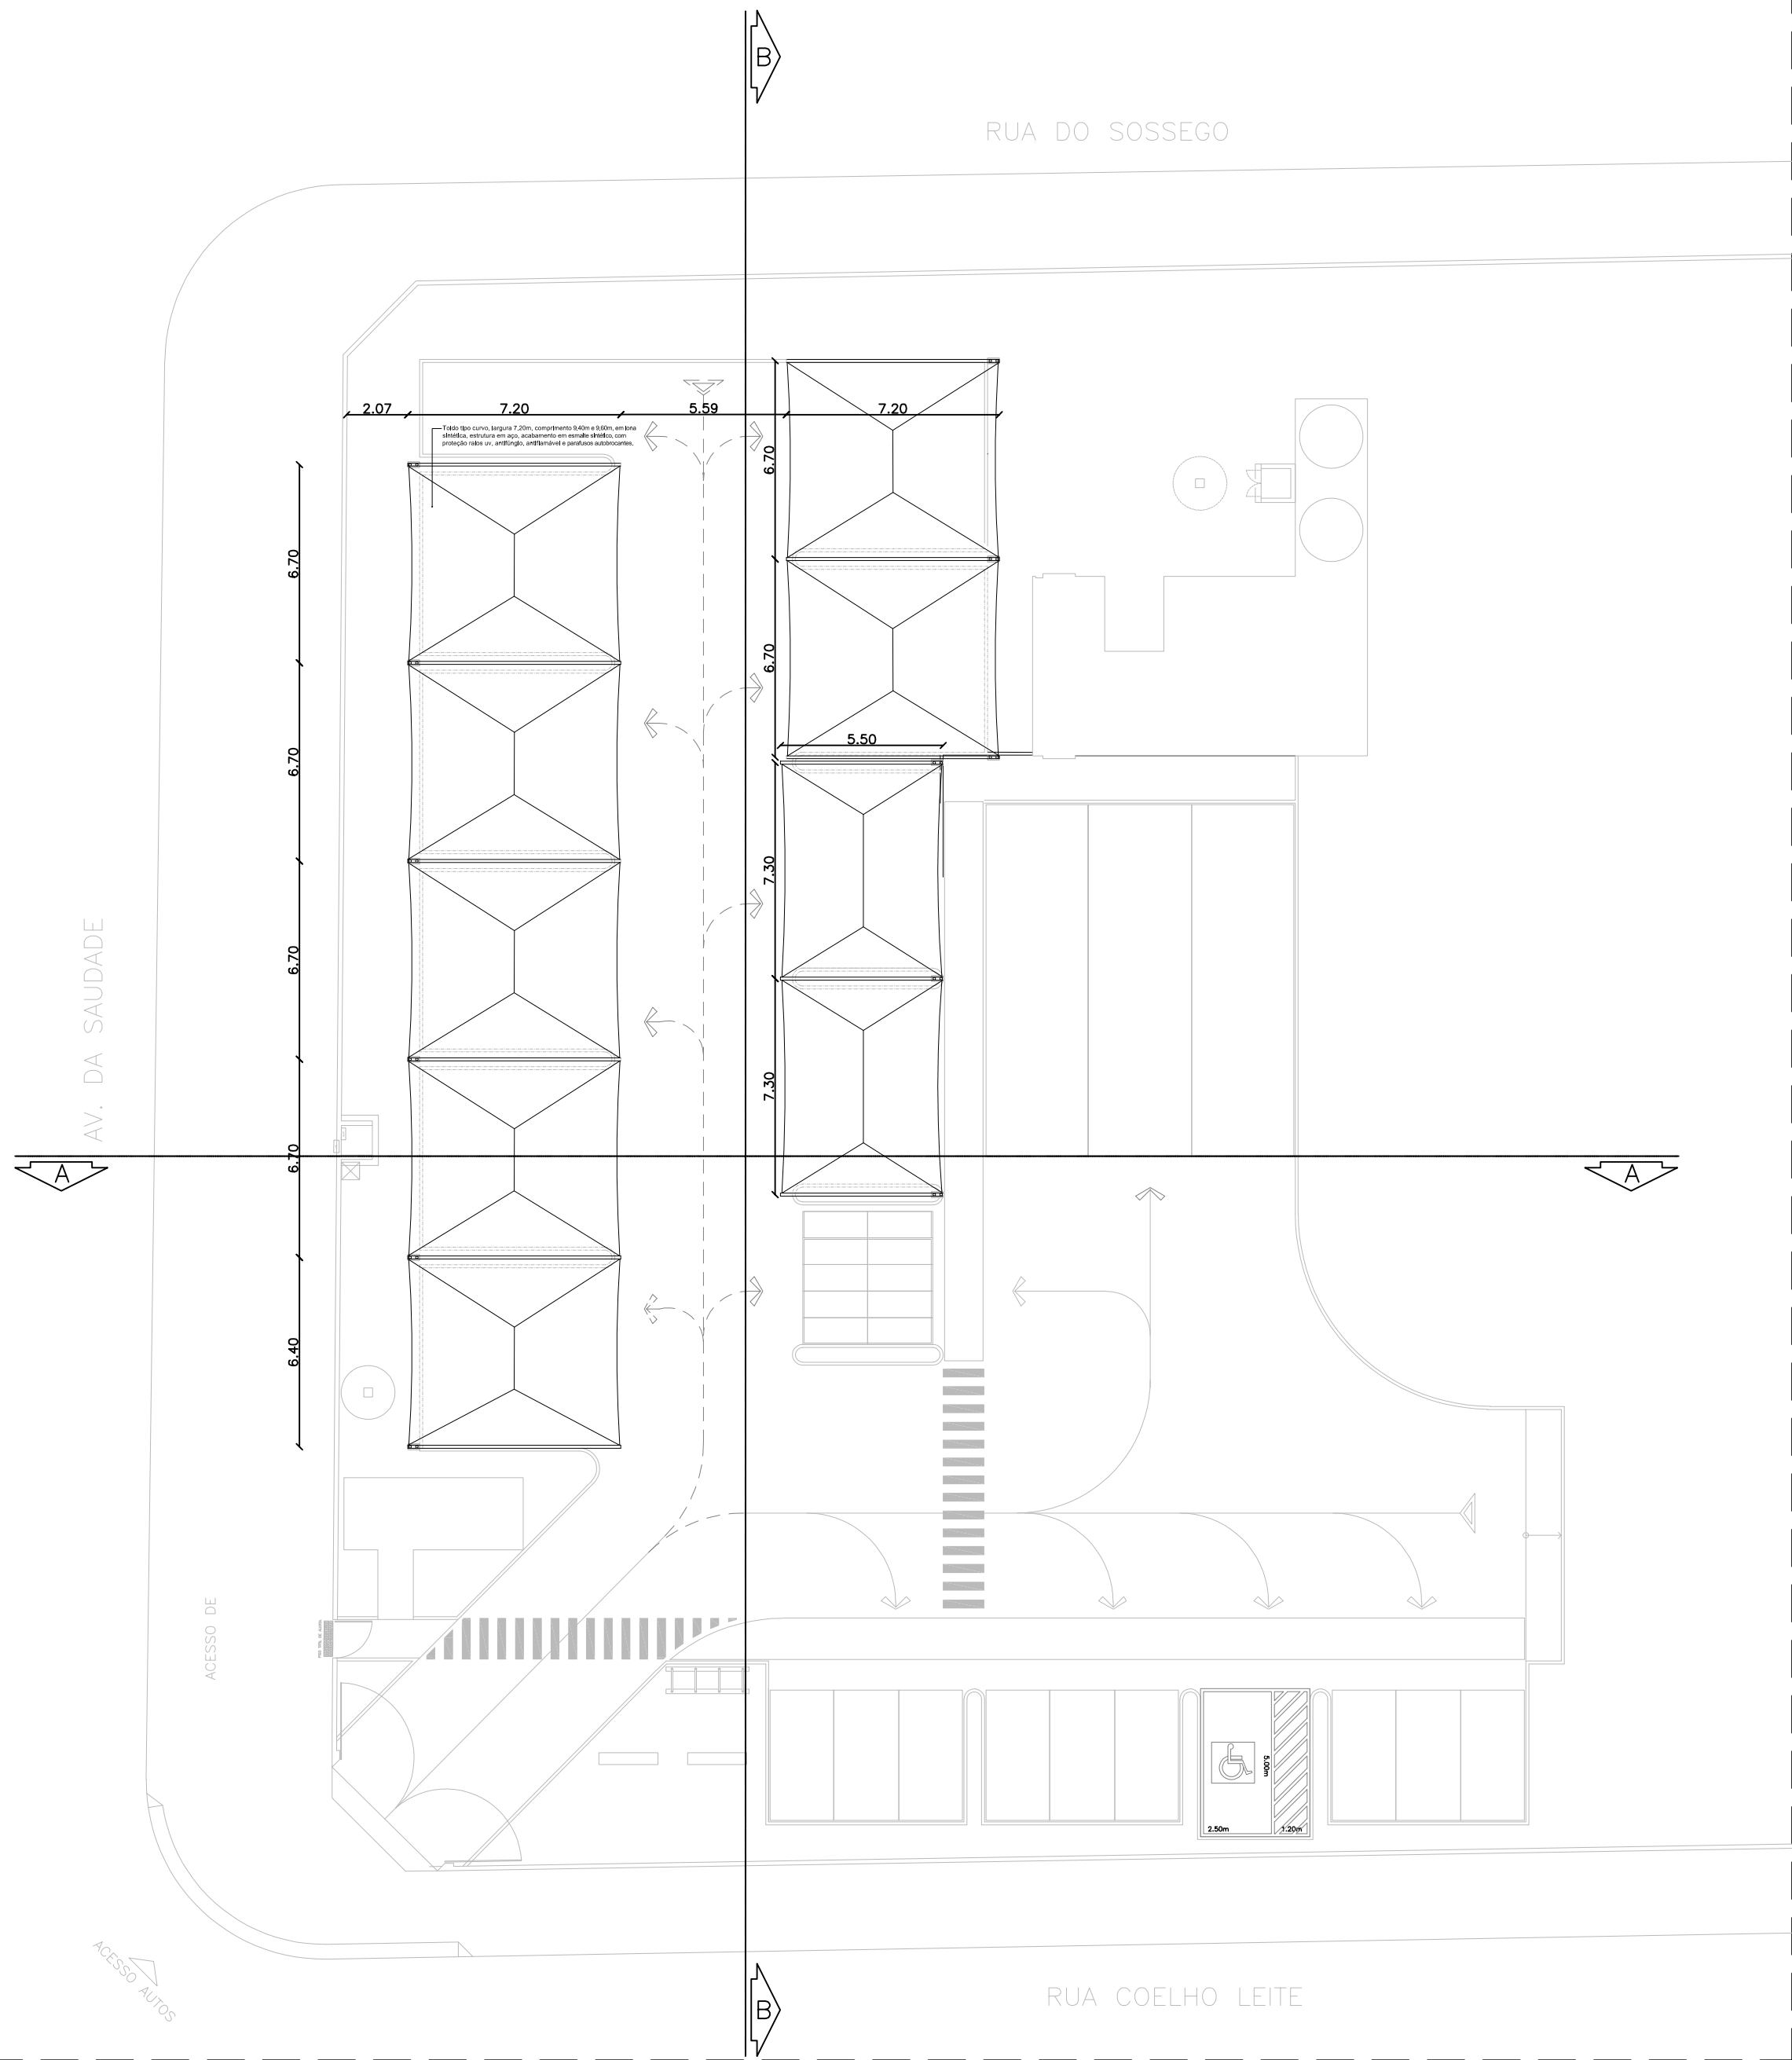 B
RUA DO SOSSEGO
2.07
7.20
5.59
7.20
Toldo tipo curvo, largura 7,20m, comprimento 9,40m e 9,60m, em lona
sintética, estrutura em aço, acabamento em esmalte sintético, com
proteção raios uv, antifúngio, antiflamável e parafusos autobrocantes.
6.70
6.70
6.70
5.50
6.70
7.30
AV. DA SAUDADE
6.70
7.30
6.70
A
A
6.40
ACESSO DE
5.00m
2.50m
1.20m
ACESSO AUTOS
RUA COELHO LEITE
B